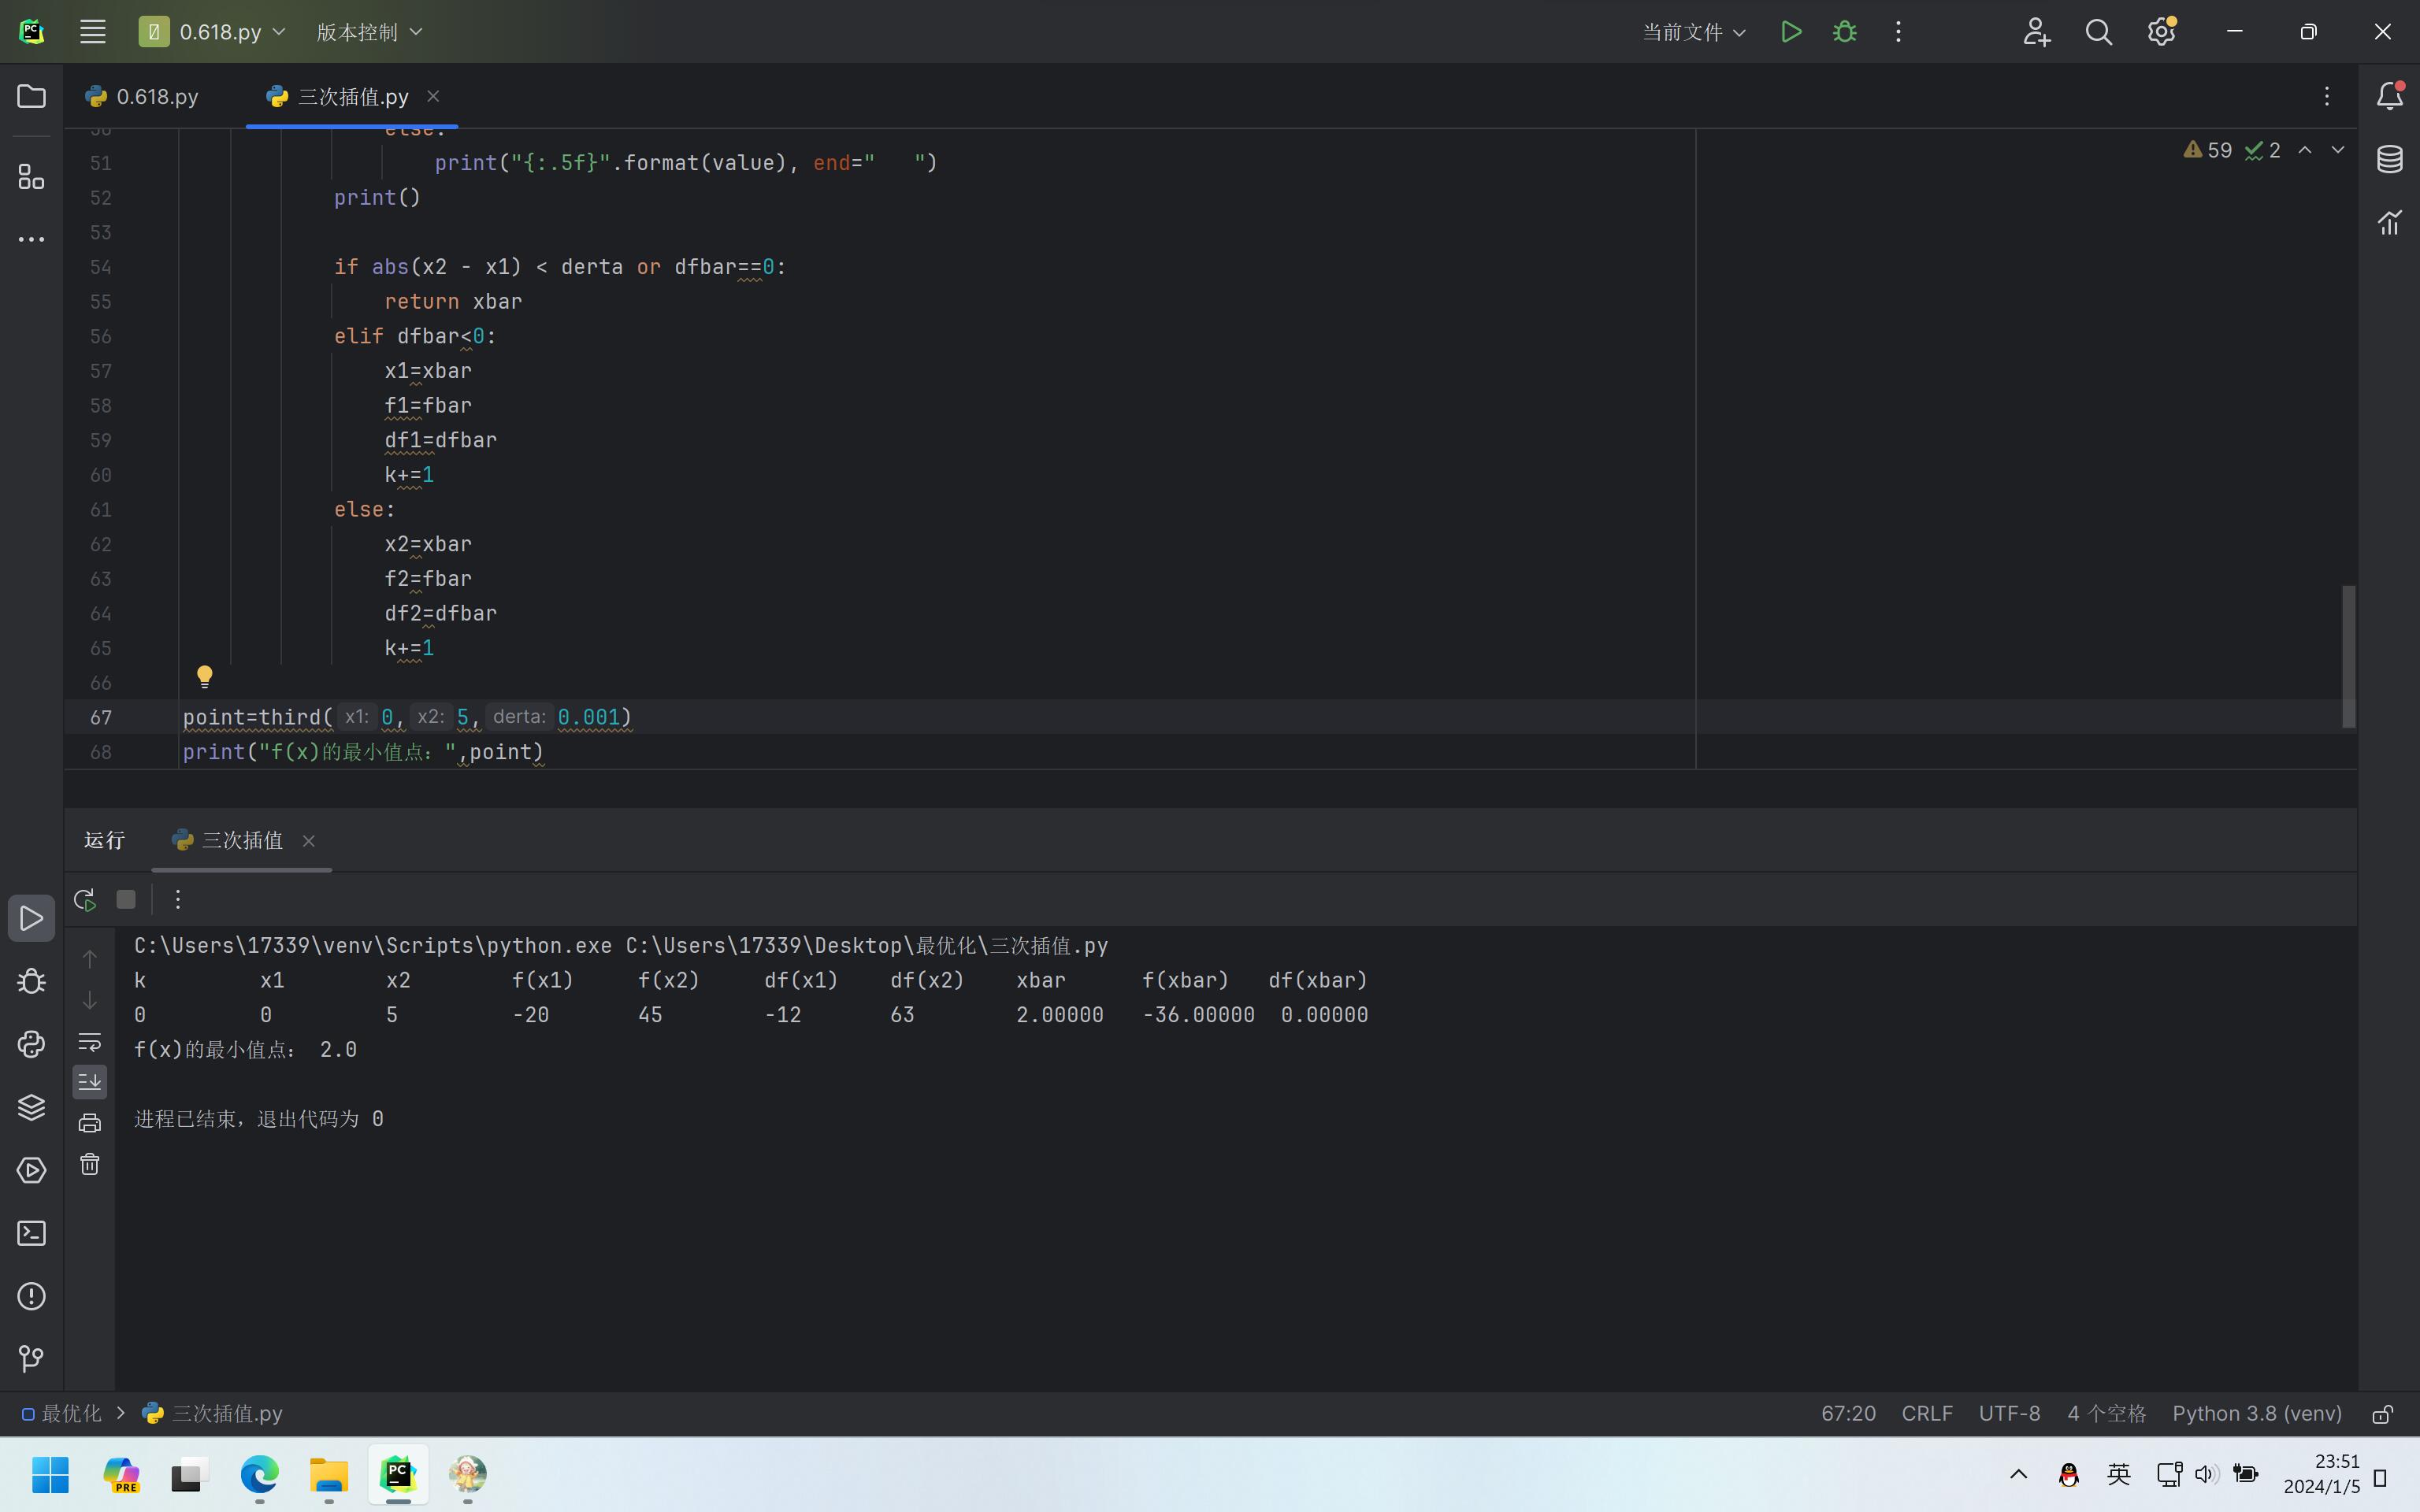 PC
0.618.py
版本控制
当前文件
0.618.py
三次插值.py
59
2
50 else:
51 print("{:.5f}".format(value), end="   ")
52 print()
53
54 if abs(x2 - x1) < derta or dfbar==0:
55 return xbar
56 elif dfbar<0:
57 x1=xbar
58 f1=fbar
59 df1=dfbar
60 k+=1
61 else:
62 x2=xbar
63 f2=fbar
64 df2=dfbar
65 k+=1
66
67 point=third( x1: 0, x2: 5, derta: 0.001)
68 print("f(x)的最小值点：",point)
运行
三次插值
C:\Users\17339\venv\Scripts\python.exe C:\Users\17339\Desktop\最优化\三次插值.py
k x1 x2 f(x1) f(x2) df(x1) df(x2) xbar f(xbar) df(xbar)
0 0 5 -20 45 -12 63 2.00000 -36.00000 0.00000
f(x)的最小值点： 2.0
进程已结束，退出代码为 0
最优化
三次插值.py
67:20
CRLF
UTF-8
4 个空格
Python 3.8 (venv)
PRE
PC
英
23:51
2024/1/5